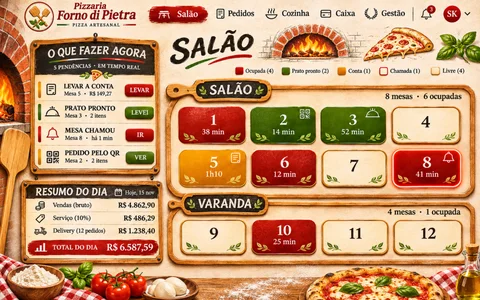 Pizzaria
Forno di Pietra
PIZZA ARTESANAL
Salão
Pedidos
Cozinha
Caixa
Gestão
3
SK
O QUE FAZER AGORA
5 PENDÊNCIAS · EM TEMPO REAL
LEVAR A CONTA
Mesa 5 · R$ 149,27
LEVAR
PRATO PRONTO
Mesa 3 · 2 itens
LEVEI
MESA CHAMOU
Mesa 8 · há 1 min
IR
PEDIDO PELO QR
Mesa 2 · 2 itens
VER
RESUMO DO DIA
Hoje, 15 nov
Vendas (bruto) R$ 4.862,90
Serviço (10%) R$ 486,29
Delivery (12 pedidos) R$ 1.238,40
TOTAL DO DIA R$ 6.587,59
SALÃO
Ocupada (4)
Prato pronto (2)
Conta (1)
Chamada (1)
Livre (4)
SALÃO
8 mesas · 6 ocupadas
1
38 min
2
14 min
3
52 min
4
5
1h10
6
12 min
7
8
41 min
VARANDA
4 mesas · 1 ocupada
9
10
25 min
11
12